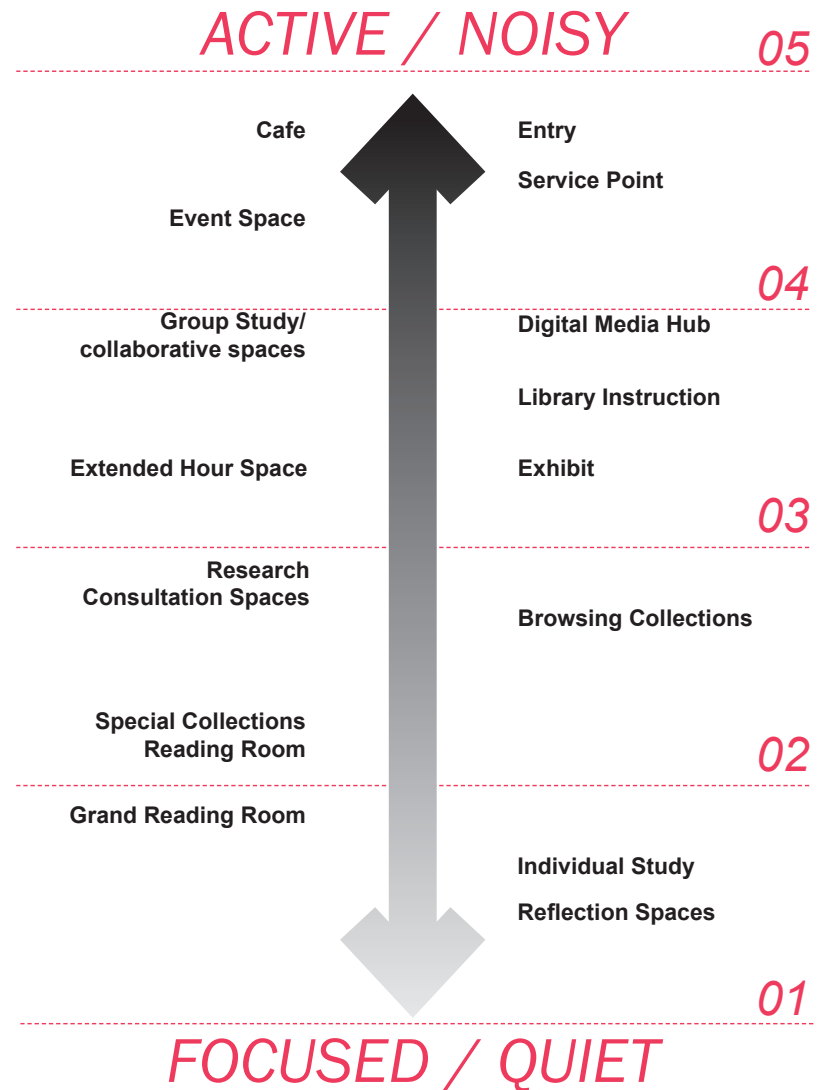 ACTIVE / NOISY
05
Cafe
Entry
Service Point
Event Space
04
Group Study/
collaborative spaces
Digital Media Hub
Library Instruction
Extended Hour Space
Exhibit
03
Research
Consultation Spaces
Browsing Collections
Special Collections
Reading Room
02
Grand Reading Room
Individual Study
Reflection Spaces
01
FOCUSED / QUIET